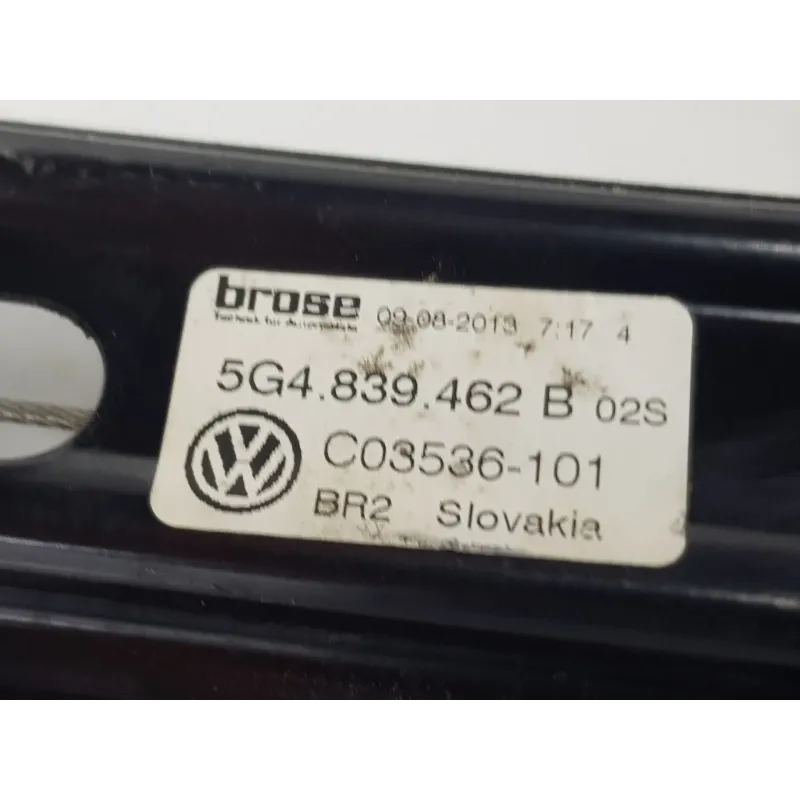 brose 09-08-2013 7:17 4
5G4.839.462 B 02S
C03536-101
BR2 Slovakia